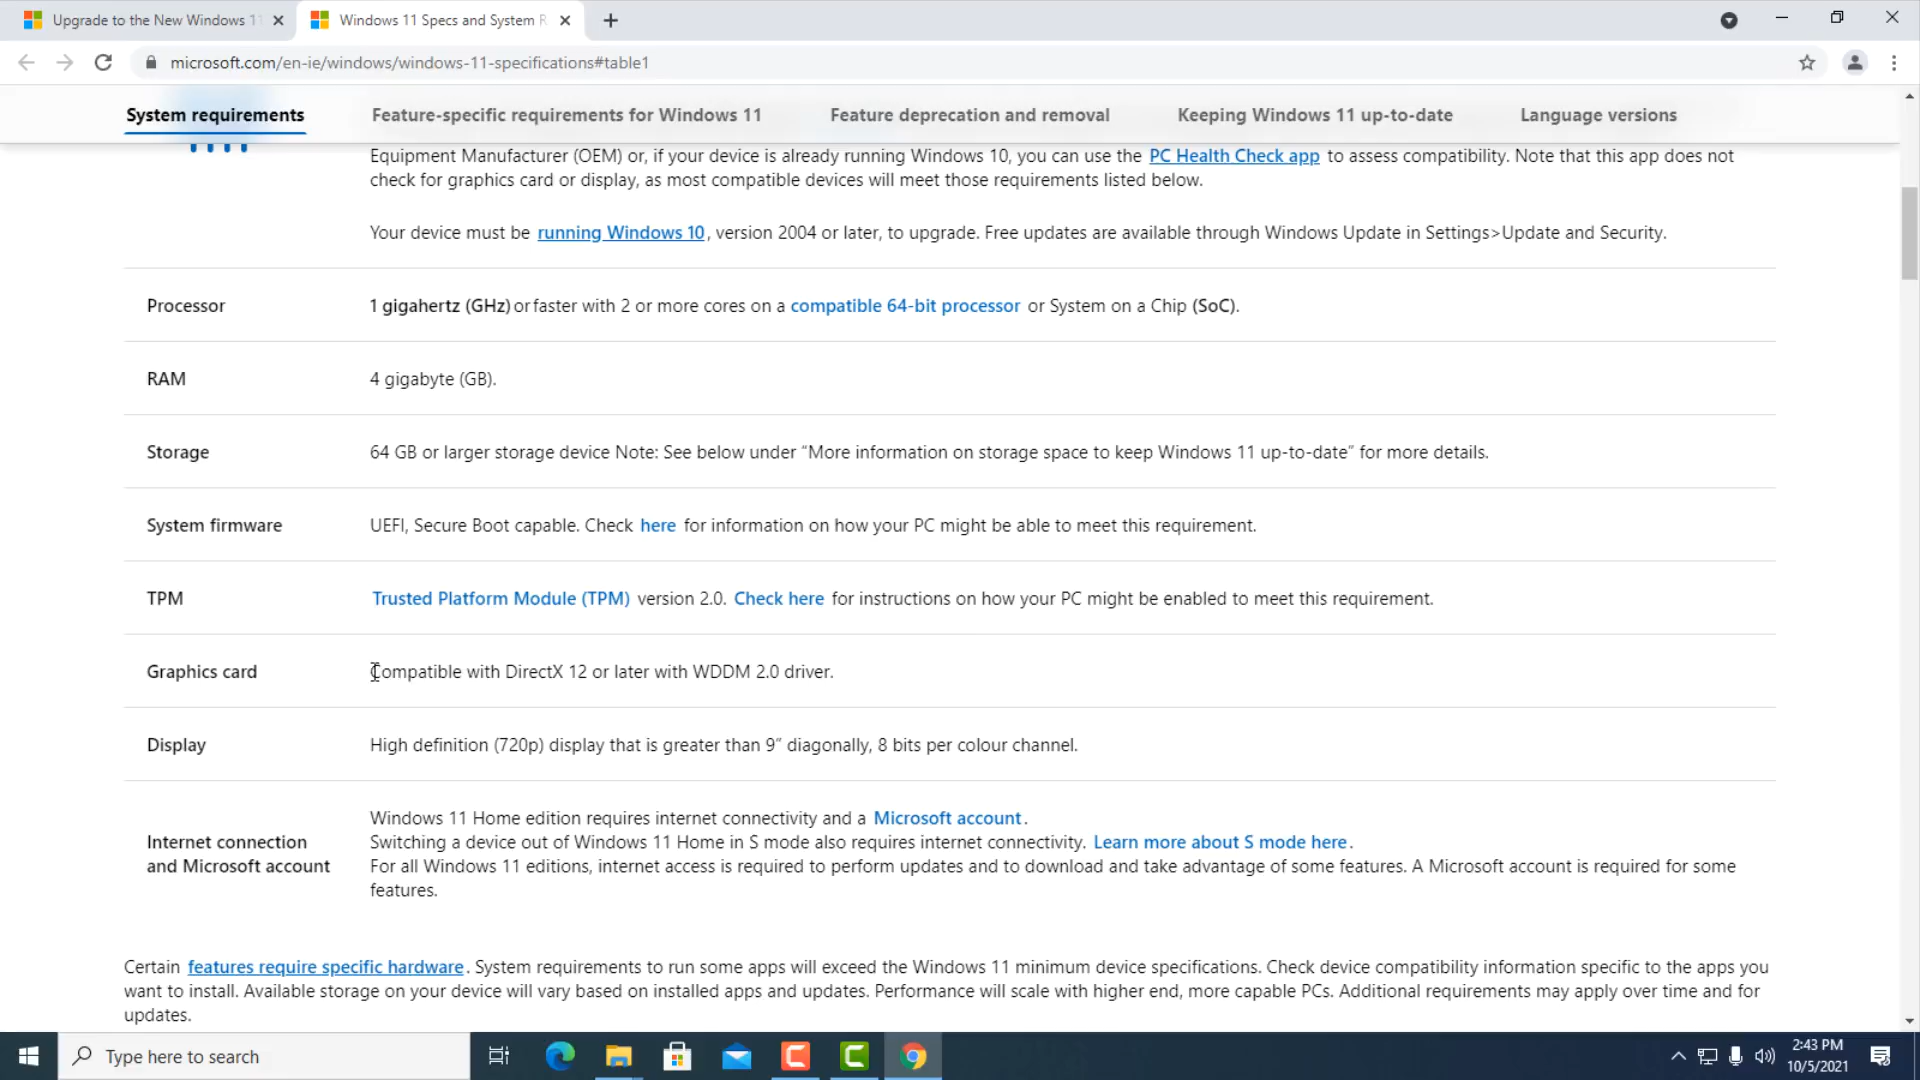 Upgrade to the New Windows 11
Windows 11 Specs and System R
microsoft.com/en-ie/windows/windows-11-specifications#table1
System requirements
Feature-specific requirements for Windows 11
Feature deprecation and removal
Keeping Windows 11 up-to-date
Language versions
Equipment Manufacturer (OEM) or, if your device is already running Windows 10, you can use the PC Health Check app to assess compatibility. Note that this app does not
check for graphics card or display, as most compatible devices will meet those requirements listed below.
Your device must be running Windows 10, version 2004 or later, to upgrade. Free updates are available through Windows Update in Settings>Update and Security.
Processor
1 gigahertz (GHz) or faster with 2 or more cores on a compatible 64-bit processor or System on a Chip (SoC).
RAM
4 gigabyte (GB).
Storage
64 GB or larger storage device Note: See below under “More information on storage space to keep Windows 11 up-to-date” for more details.
System firmware
UEFI, Secure Boot capable. Check here for information on how your PC might be able to meet this requirement.
TPM
Trusted Platform Module (TPM) version 2.0. Check here for instructions on how your PC might be enabled to meet this requirement.
Graphics card
Compatible with DirectX 12 or later with WDDM 2.0 driver.
Display
High definition (720p) display that is greater than 9” diagonally, 8 bits per colour channel.
Internet connection
and Microsoft account
Windows 11 Home edition requires internet connectivity and a Microsoft account.
Switching a device out of Windows 11 Home in S mode also requires internet connectivity. Learn more about S mode here.
For all Windows 11 editions, internet access is required to perform updates and to download and take advantage of some features. A Microsoft account is required for some
features.
Certain features require specific hardware. System requirements to run some apps will exceed the Windows 11 minimum device specifications. Check device compatibility information specific to the apps you
want to install. Available storage on your device will vary based on installed apps and updates. Performance will scale with higher end, more capable PCs. Additional requirements may apply over time and for
updates.
Type here to search
2:43 PM
10/5/2021